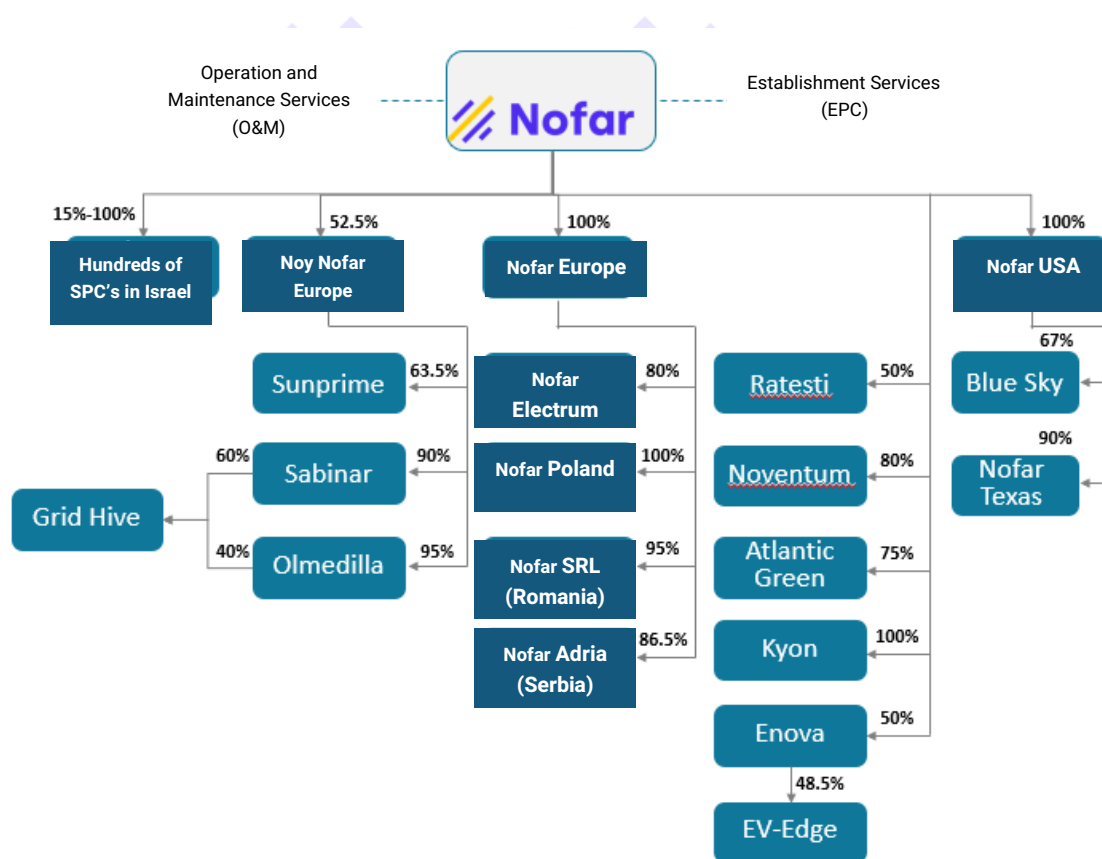 Operation and
Maintenance Services
(O&M)
Nofar
Establishment Services
(EPC)
15%-100%
52.5%
100%
100%
Hundreds of
SPC's in Israel
Noy Nofar
Europe
Nofar Europe
Nofar USA
Sunprime
63.5%
Sabinar
90%
Olmedilla
95%
60%
40%
Grid Hive
Nofar
Electrum
80%
Nofar Poland
100%
Nofar SRL
(Romania)
95%
Nofar Adria
(Serbia)
86.5%
Ratesti
50%
Noventum
80%
Atlantic
Green
75%
Kyon
100%
Enova
50%
48.5%
EV-Edge
67%
Blue Sky
90%
Nofar
Texas